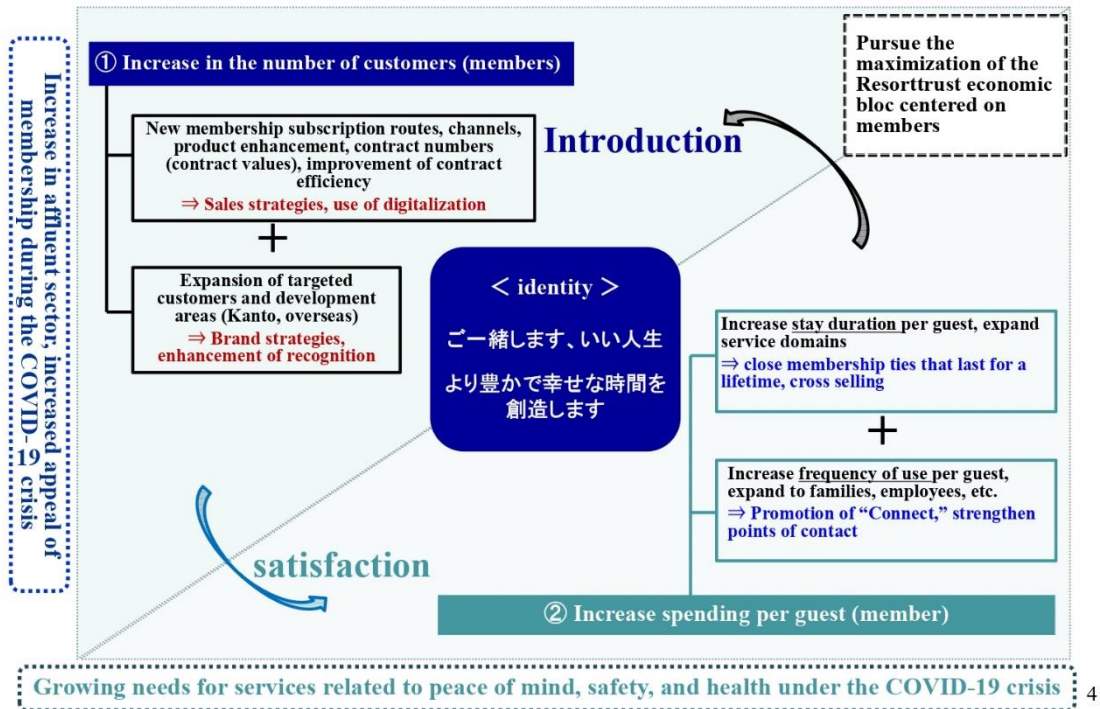 Increase in affluent sector, increased appeal of
membership during the COVID-19 crisis
① Increase in the number of customers (members)
New membership subscription routes, channels,
product enhancement, contract numbers
(contract values), improvement of contract
efficiency
⇒ Sales strategies, use of digitalization
+
Expansion of targeted
customers and development
areas (Kanto, overseas)
⇒ Brand strategies,
enhancement of recognition
Introduction
Pursue the
maximization of the
Resorttrust economic
bloc centered on
members
＜ identity ＞
ご一緒します、いい人生
より豊かで幸せな時間を
創造します
Increase stay duration per guest, expand
service domains
⇒ close membership ties that last for a
lifetime, cross selling
+
Increase frequency of use per guest,
expand to families, employees, etc.
⇒ Promotion of “Connect,” strengthen
points of contact
satisfaction
② Increase spending per guest (member)
Growing needs for services related to peace of mind, safety, and health under the COVID-19 crisis
4